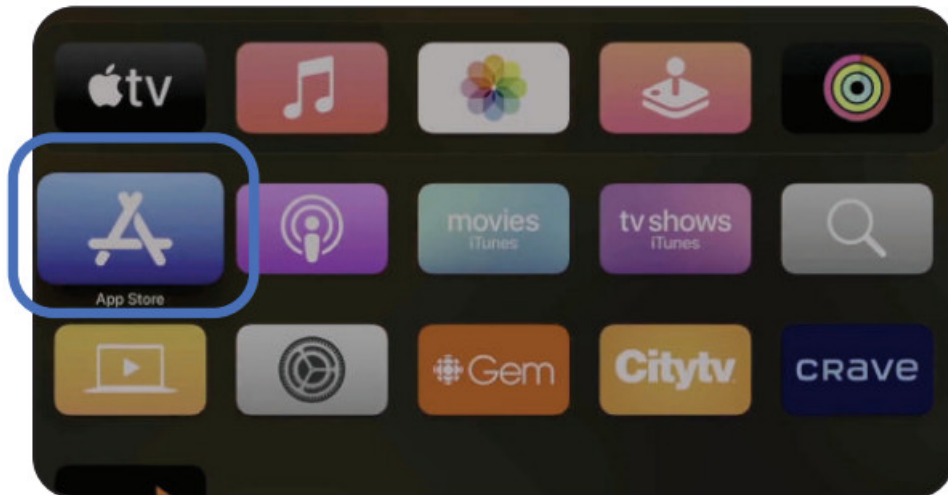 tv
movies
iTunes
tv shows
iTunes
App Store
Gem
Citytv
CRAVE